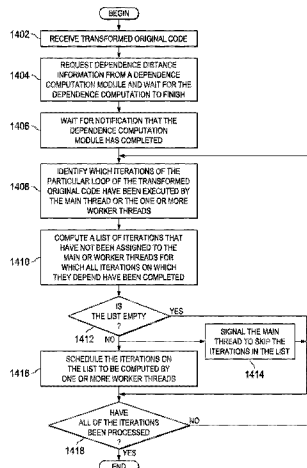 BEGIN
1402
RECEIVE TRANSFORMED ORIGINAL CODE
1404
REQUEST DEPENDENCE DISTANCE
INFORMATION FROM A DEPENDENCE
COMPUTATION MODULE AND WAIT FOR THE
DEPENDENCE COMPUTATION TO FINISH
1406
WAIT FOR NOTIFICATION THAT THE
DEPENDENCE COMPUTATION
MODULE HAS COMPLETED
1408
IDENTIFY WHICH ITERATIONS OF THE
PARTICULAR LOOP OF THE TRANSFORMED
ORIGINAL CODE HAVE BEEN EXECUTED BY
THE MAIN THREAD OR THE ONE OR MORE
WORKER THREADS
1410
COMPUTE A LIST OF ITERATIONS THAT
HAVE NOT BEEN ASSIGNED TO THE
MAIN OR WORKER THREADS FOR
WHICH ALL ITERATIONS ON WHICH
THEY DEPEND HAVE BEEN COMPLETED
IS
THE LIST EMPTY
?
YES
1412
NO
SIGNAL THE MAIN
THREAD TO SKIP THE
ITERATIONS IN THE LIST
1414
1416
SCHEDULE THE ITERATIONS ON
THE LIST TO BE COMPUTED BY
ONE OR MORE WORKER THREADS
HAVE
ALL OF THE ITERATIONS
BEEN PROCESSED
?
NO
1418
YES
END